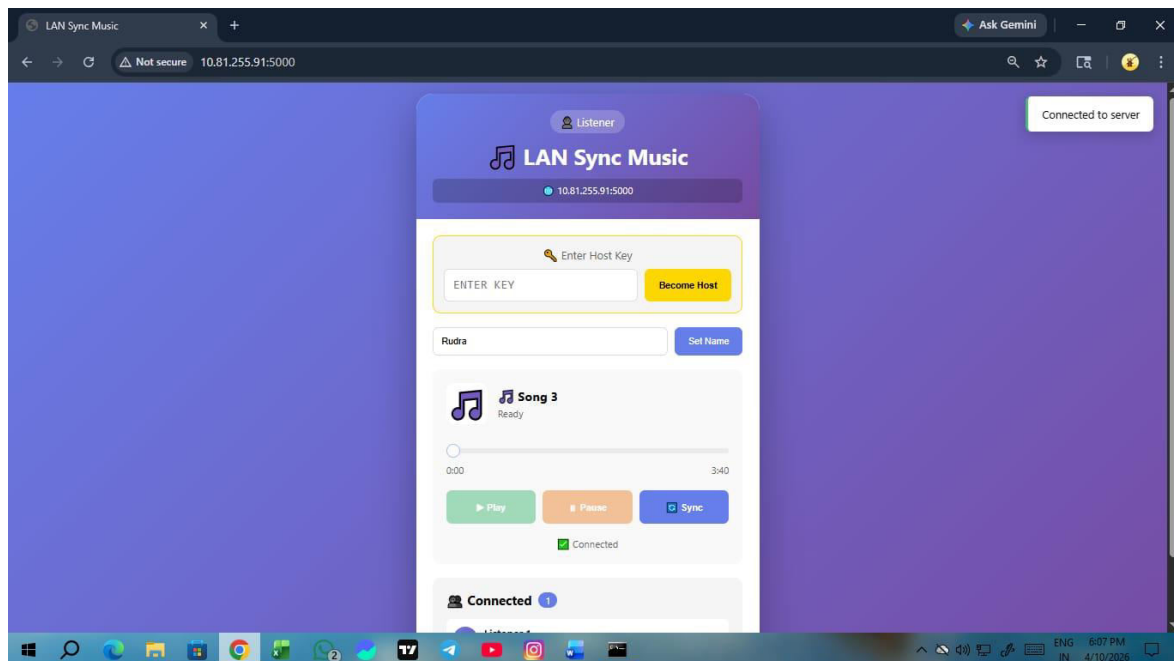 LAN Sync Music
Ask Gemini
Not secure 10.81.255.91:5000
Connected to server
Listener
LAN Sync Music
10.81.255.91:5000
Enter Host Key
ENTER KEY
Become Host
Rudra
Set Name
Song 3
Ready
0:00
3:40
Play
Pause
Sync
Connected
Connected 1
2
ENG 6:07 PM
IN 4/10/2026